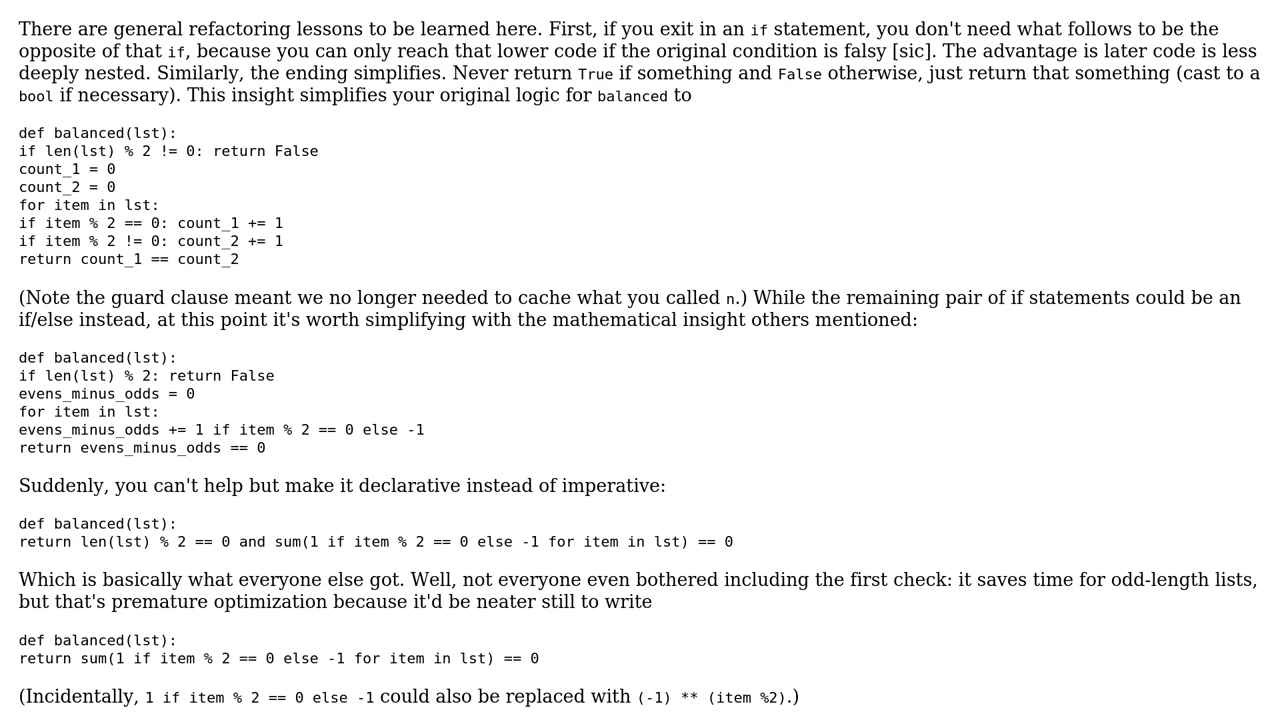 There are general refactoring lessons to be learned here. First, if you exit in an if statement, you don't need what follows to be the
opposite of that if, because you can only reach that lower code if the original condition is falsy [sic]. The advantage is later code is less
deeply nested. Similarly, the ending simplifies. Never return True if something and False otherwise, just return that something (cast to a
bool if necessary). This insight simplifies your original logic for balanced to
def balanced(lst):
if len(lst) % 2 != 0: return False
count_1 = 0
count_2 = 0
for item in lst:
if item % 2 == 0: count_1 += 1
if item % 2 != 0: count_2 += 1
return count_1 == count_2
(Note the guard clause meant we no longer needed to cache what you called n.) While the remaining pair of if statements could be an
if/else instead, at this point it's worth simplifying with the mathematical insight others mentioned:
def balanced(lst):
if len(lst) % 2: return False
evens_minus_odds = 0
for item in lst:
evens_minus_odds += 1 if item % 2 == 0 else -1
return evens_minus_odds == 0
Suddenly, you can't help but make it declarative instead of imperative:
def balanced(lst):
return len(lst) % 2 == 0 and sum(1 if item % 2 == 0 else -1 for item in lst) == 0
Which is basically what everyone else got. Well, not everyone even bothered including the first check: it saves time for odd-length lists,
but that's premature optimization because it'd be neater still to write
def balanced(lst):
return sum(1 if item % 2 == 0 else -1 for item in lst) == 0
(Incidentally, 1 if item % 2 == 0 else -1 could also be replaced with (-1) ** (item %2).)